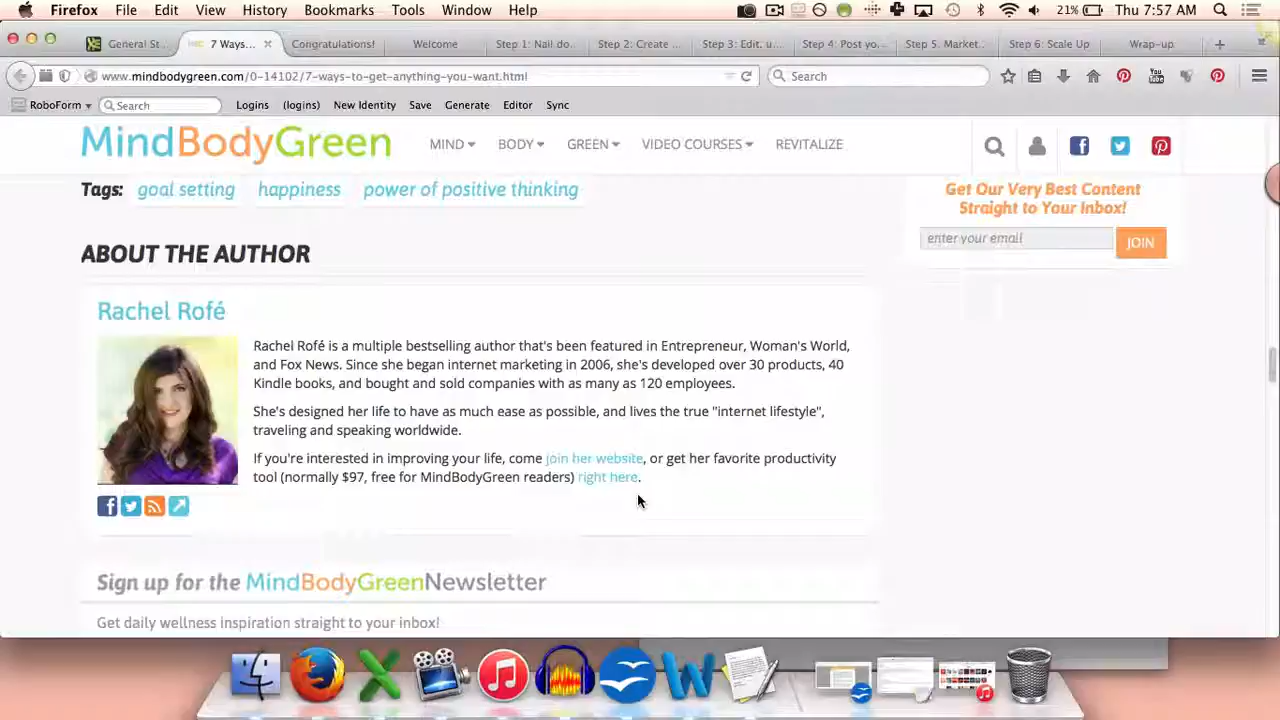 Firefox File Edit View History Bookmarks Tools Window Help 21% Thu 7:57 AM
General St... 7 Ways... Congratulations! Welcome Step 1: Nail do... Step 2: Create ... Step 3: Edit, u... Step 4: Post yo... Step 5. Market... Step 6: Scale Up Wrap-up
www.mindbodygreen.com/0-14102/7-ways-to-get-anything-you-want.html Search
RoboForm Search Logins (logins) New Identity Save Generate Editor Sync
MindBodyGreen MIND BODY GREEN VIDEO COURSES REVITALIZE
Tags: goal setting happiness power of positive thinking
Get Our Very Best Content
Straight to Your Inbox!
enter your email JOIN
ABOUT THE AUTHOR
Rachel Rofé
Rachel Rofé is a multiple bestselling author that's been featured in Entrepreneur, Woman's World,
and Fox News. Since she began internet marketing in 2006, she's developed over 30 products, 40
Kindle books, and bought and sold companies with as many as 120 employees.
She's designed her life to have as much ease as possible, and lives the true "internet lifestyle",
traveling and speaking worldwide.
If you're interested in improving your life, come join her website, or get her favorite productivity
tool (normally $97, free for MindBodyGreen readers) right here.
Sign up for the MindBodyGreenNewsletter
Get daily wellness inspiration straight to your inbox!